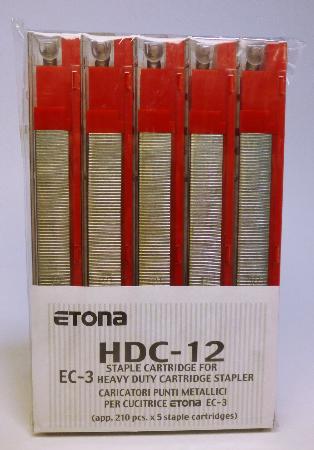 ETONA
HDC-12
STAPLE CARTRIDGE FOR
EC-3 HEAVY DUTY CARTRIDGE STAPLER
CARICATORI PUNTI METALLICI
PER CUCITRICE ETONA EC-3
(app. 210 pcs. x 5 staple cartridges)